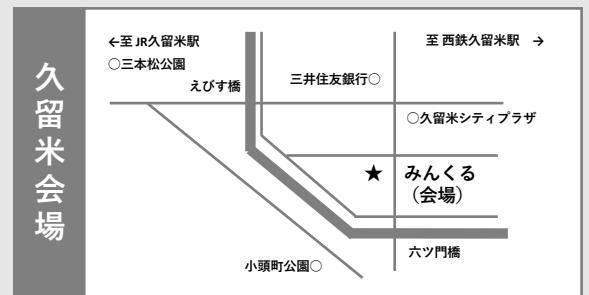 久留米会場
←至 JR久留米駅
至 西鉄久留米駅 →
○三本松公園
えびす橋
三井住友銀行○
○久留米シティプラザ
★ みんくる
（会場）
六ツ門橋
小頭町公園○